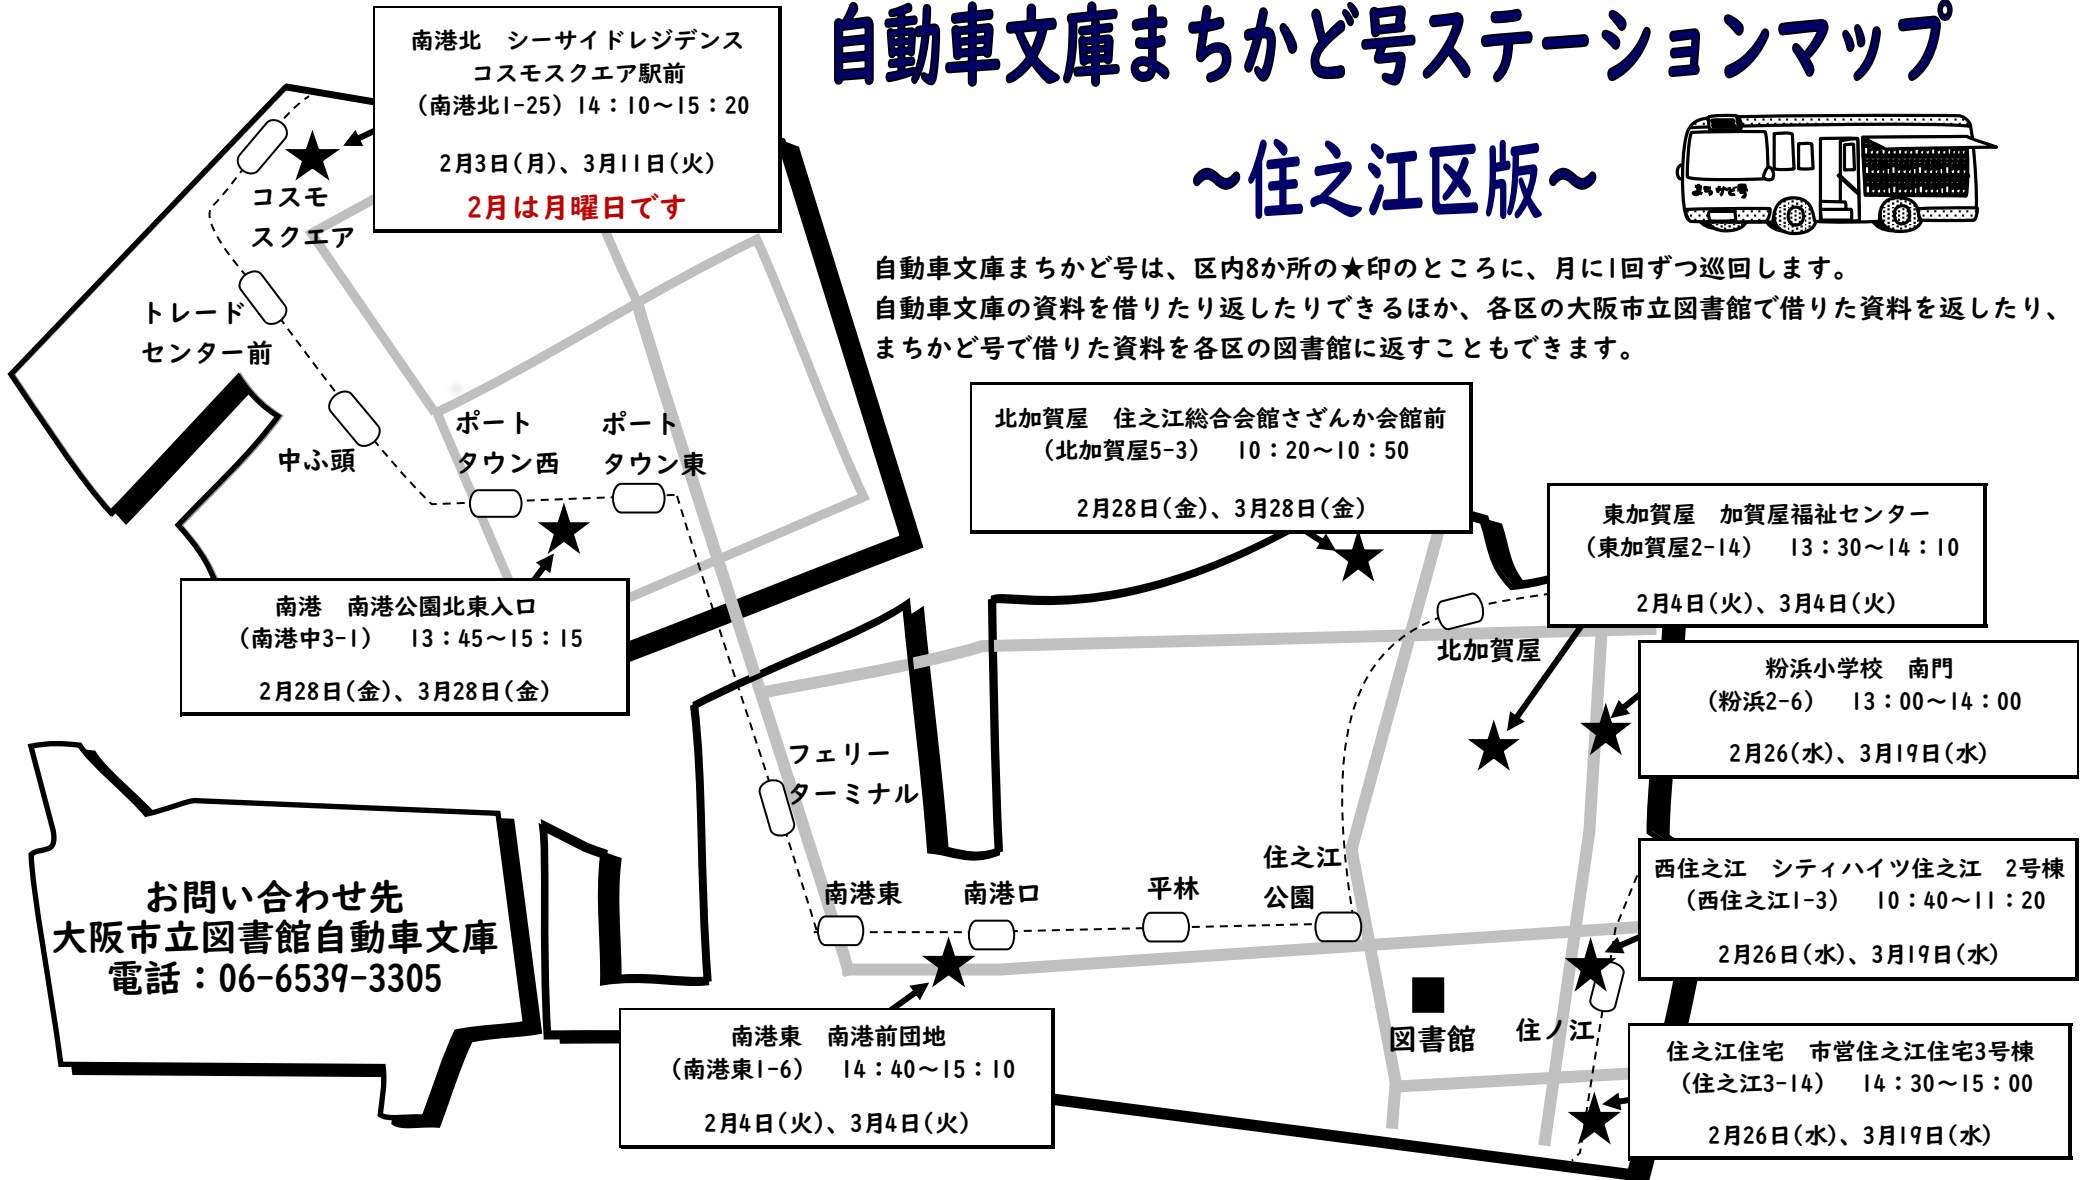 自動車文庫まちかど号ステーションマップ
～住之江区版～
まちかど号
自動車文庫まちかど号は、区内8か所の★印のところに、月に1回ずつ巡回します。
自動車文庫の資料を借りたり返したりできるほか、各区の大阪市立図書館で借りた資料を返したり、
まちかど号で借りた資料を各区の図書館に返すこともできます。
南港北　シーサイドレジデンス
コスモスクエア駅前
（南港北1-25）14：10～15：20
2月3日(月)、3月11日(火)
2月は月曜日です
コスモ
スクエア
トレード
センター前
中ふ頭
ポート
タウン西
ポート
タウン東
北加賀屋　住之江総合会館さざんか会館前
（北加賀屋5-3）　10：20～10：50
2月28日(金)、3月28日(金)
東加賀屋　加賀屋福祉センター
（東加賀屋2-14）　13：30～14：10
2月4日(火)、3月4日(火)
南港　南港公園北東入口
（南港中3-1）　13：45～15：15
2月28日(金)、3月28日(金)
北加賀屋
粉浜小学校　南門
（粉浜2-6）　13：00～14：00
2月26(水)、3月19日(水)
フェリー
ターミナル
南港東
南港口
平林
住之江
公園
西住之江　シティハイツ住之江　2号棟
（西住之江1-3）　10：40～11：20
2月26日(水)、3月19日(水)
お問い合わせ先
大阪市立図書館自動車文庫
電話：06-6539-3305
図書館
住ノ江
南港東　南港前団地
（南港東1-6）　14：40～15：10
2月4日(火)、3月4日(火)
住之江住宅　市営住之江住宅3号棟
（住之江3-14）　14：30～15：00
2月26日(水)、3月19日(水)